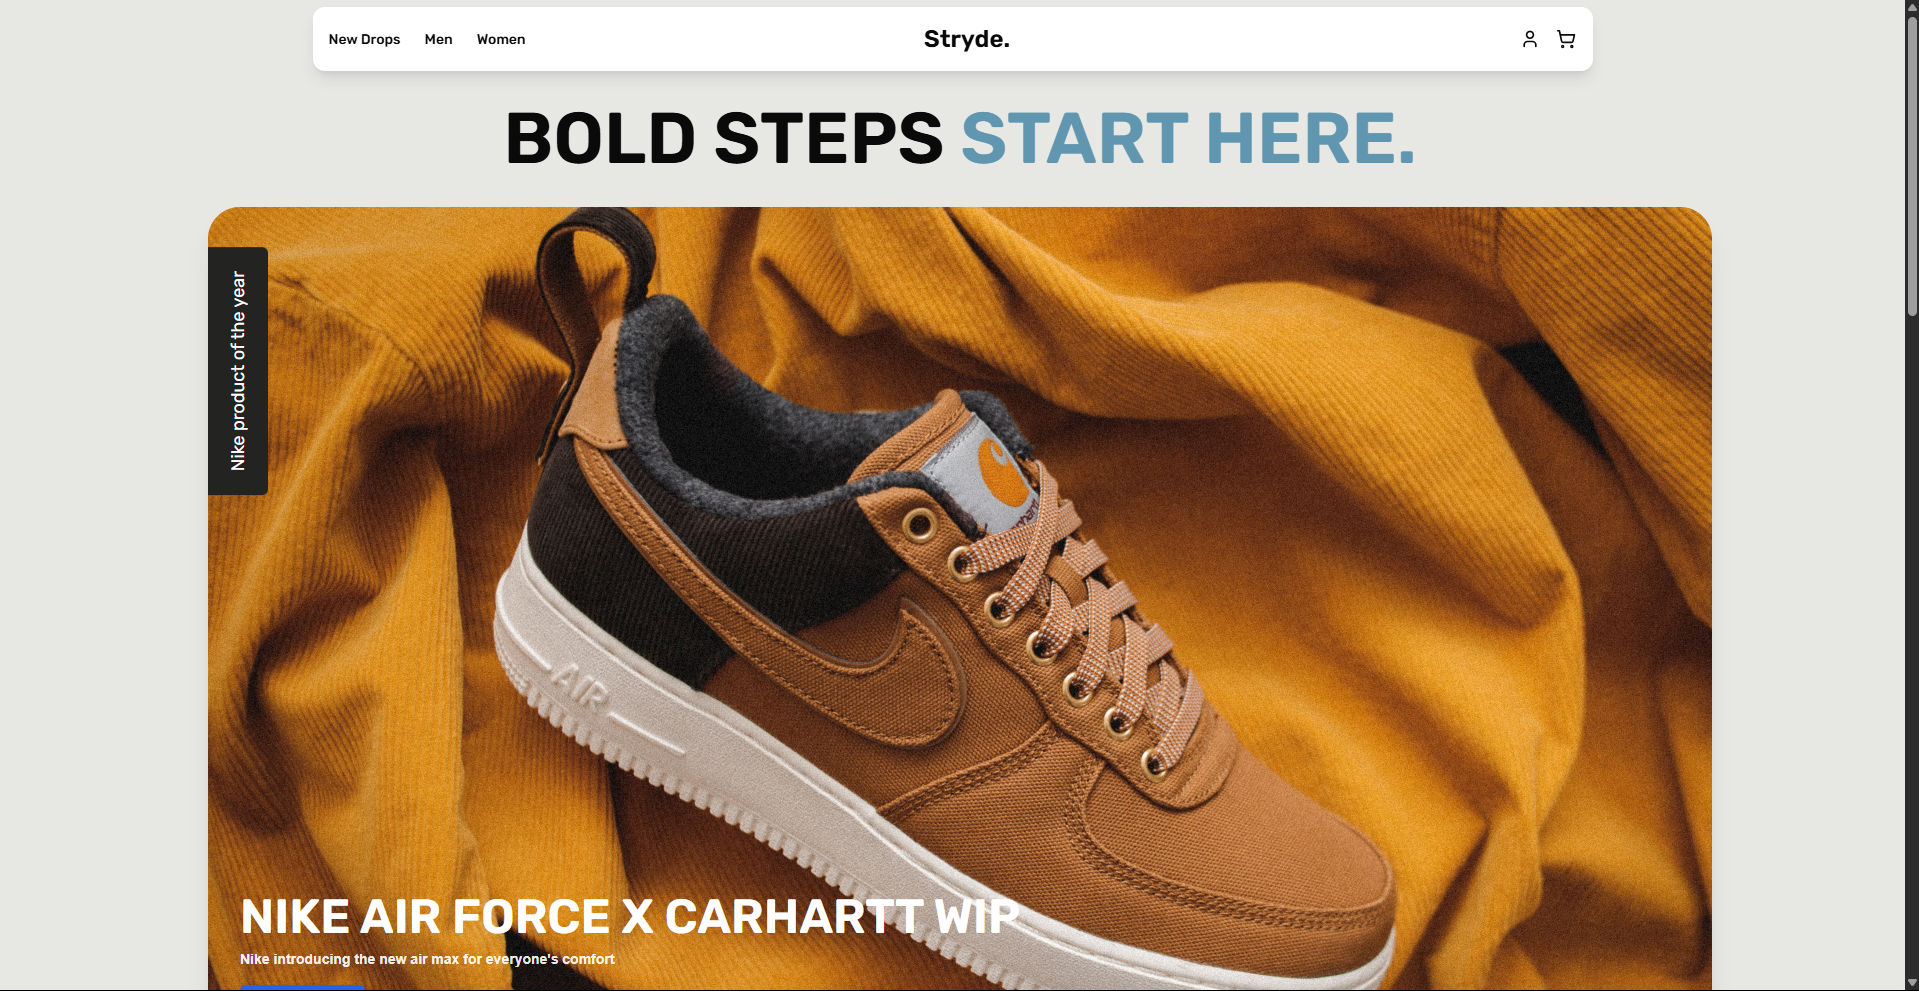 New Drops
Men
Women
Stryde.
BOLD STEPS START HERE.
Nike product of the year
AIR
NIKE AIR FORCE X CARHARTT WIP
Nike introducing the new air max for everyone's comfort